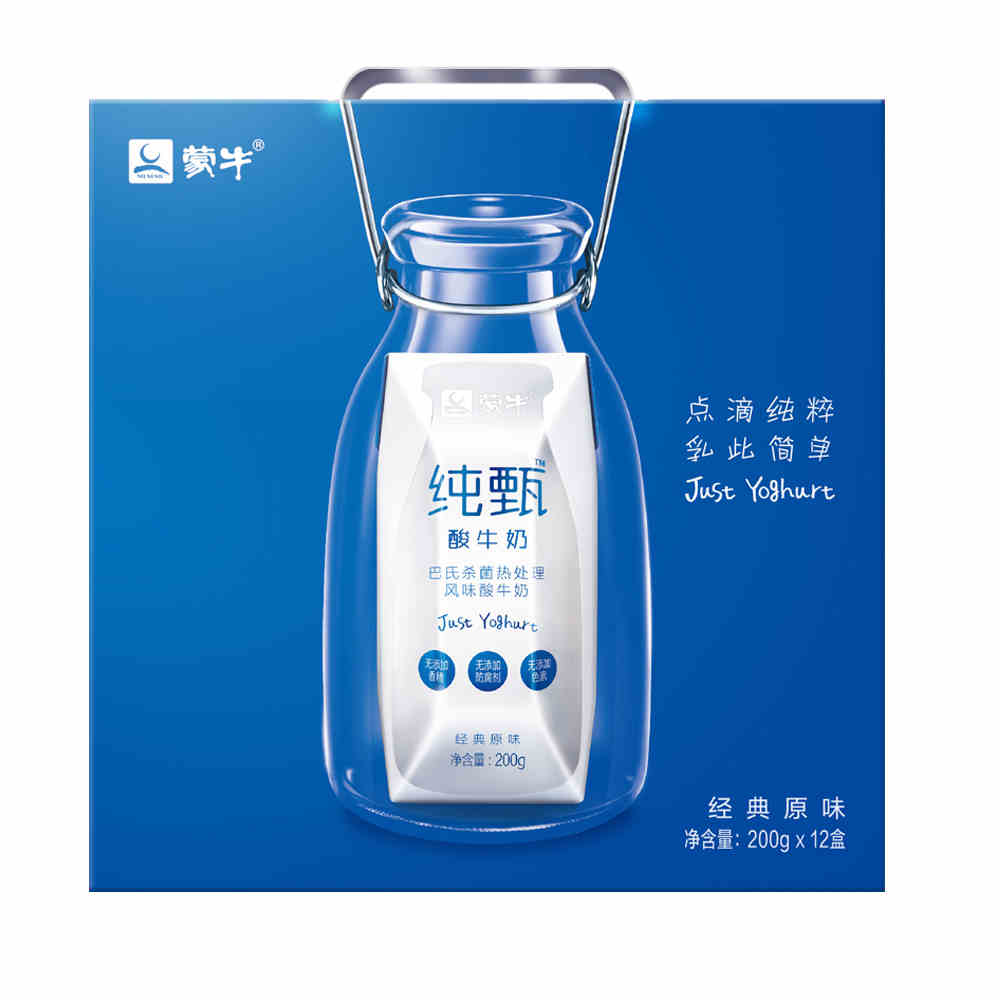 蒙牛®
点滴纯粹
乳此简单
Just Yoghurt
蒙牛
纯甄™
酸牛奶
巴氏杀菌热处理
风味酸牛奶
Just Yoghurt
无添加
香精
无添加
防腐剂
无添加
色素
经典原味
净含量：200g
经典原味
净含量：200g x 12盒